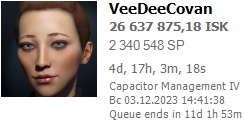 VeeDeeCovan
26 637 875,18 ISK
2 340 548 SP
4d, 17h, 3m, 18s
Capacitor Management IV
Вс 03.12.2023 14:41:38
Queue ends in 11d 1h 53m